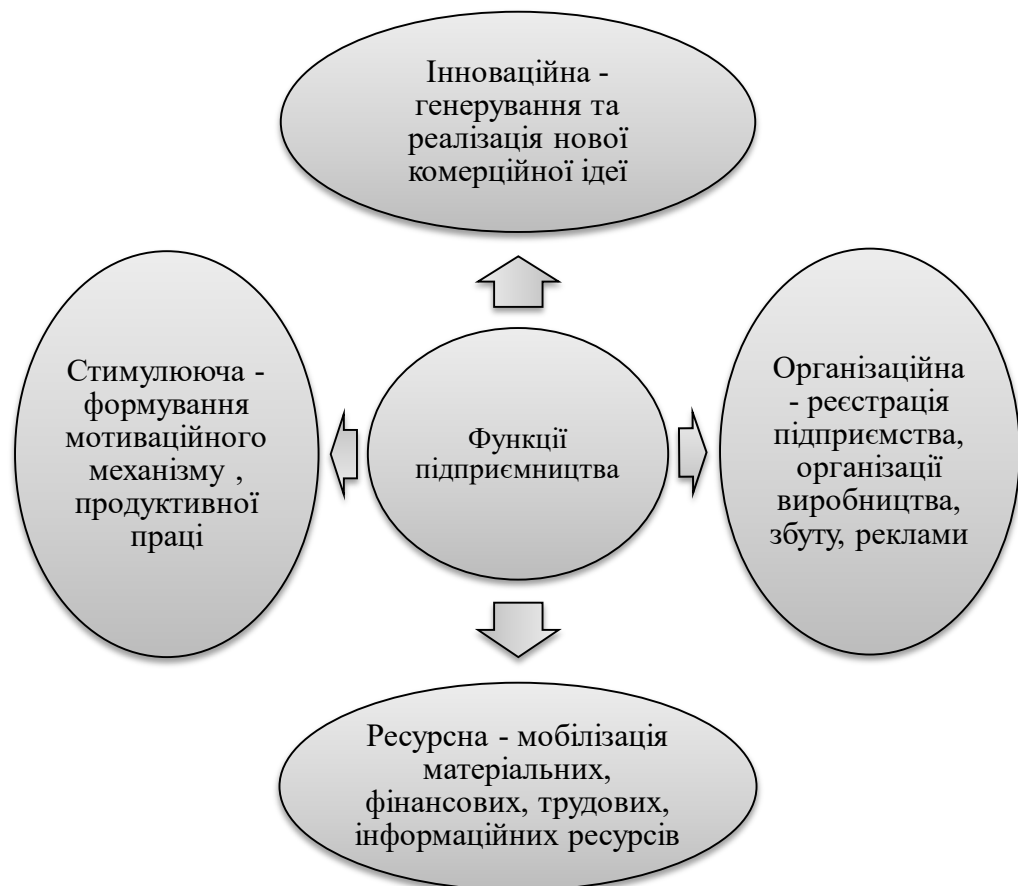 Інноваційна -
генерування та
реалізація нової
комерційної ідеї
Стимулююча -
формування
мотиваційного
механізму ,
продуктивної
праці
Функції
підприємництва
Організаційна
- реєстрація
підприємства,
організації
виробництва,
збуту, реклами
Ресурсна - мобілізація
матеріальних,
фінансових, трудових,
інформаційних ресурсів